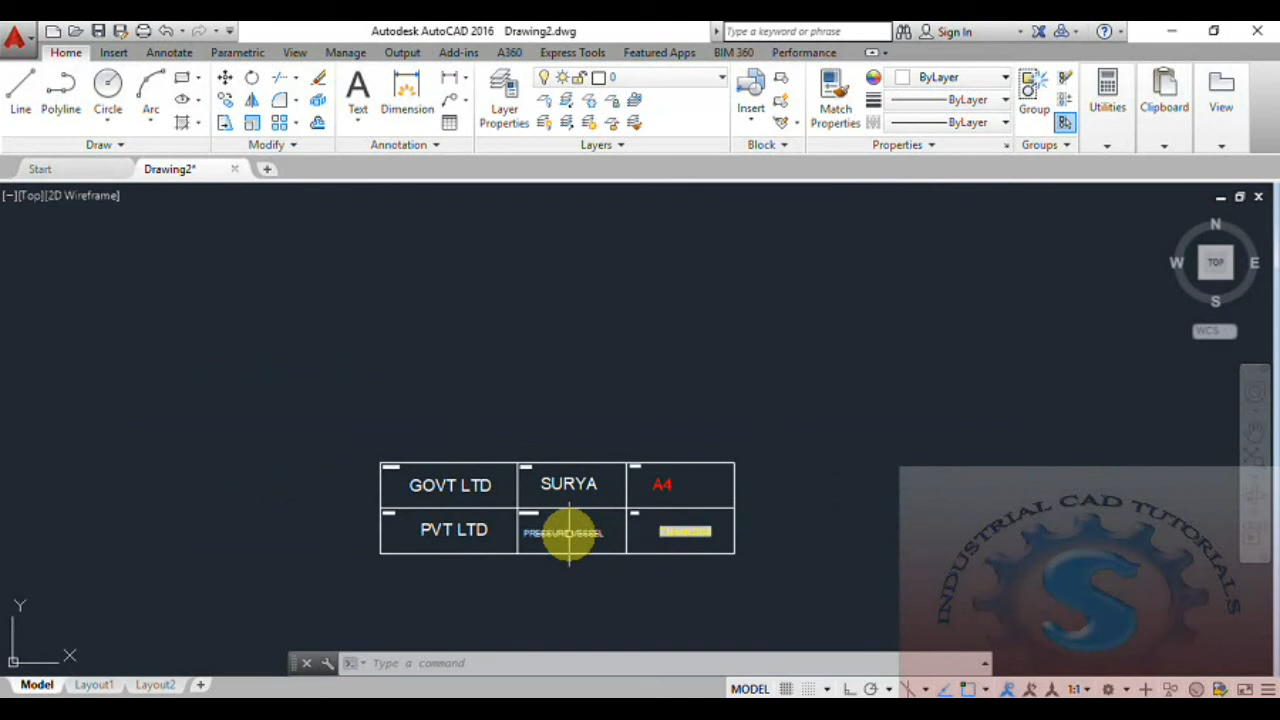 Autodesk AutoCAD 2016 Drawing2.dwg
Type a keyword or phrase
Sign In
Home Insert Annotate Parametric View Manage Output Add-ins A360 Express Tools Featured Apps BIM 360 Performance
Line Polyline Circle Arc
Text Dimension
Layer Properties
0
Insert
Match Properties
ByLayer
ByLayer
ByLayer
Group
Utilities Clipboard View
Draw Modify Annotation Layers Block Properties Groups
Start Drawing2*
[−][Top][2D Wireframe]
N
W TOP E
S
WCS
GOVT LTD SURYA A4
PVT LTD
INDUSTRIAL CAD TUTORIALS
S
Y
X
Type a command
Model Layout1 Layout2
MODEL 1:1